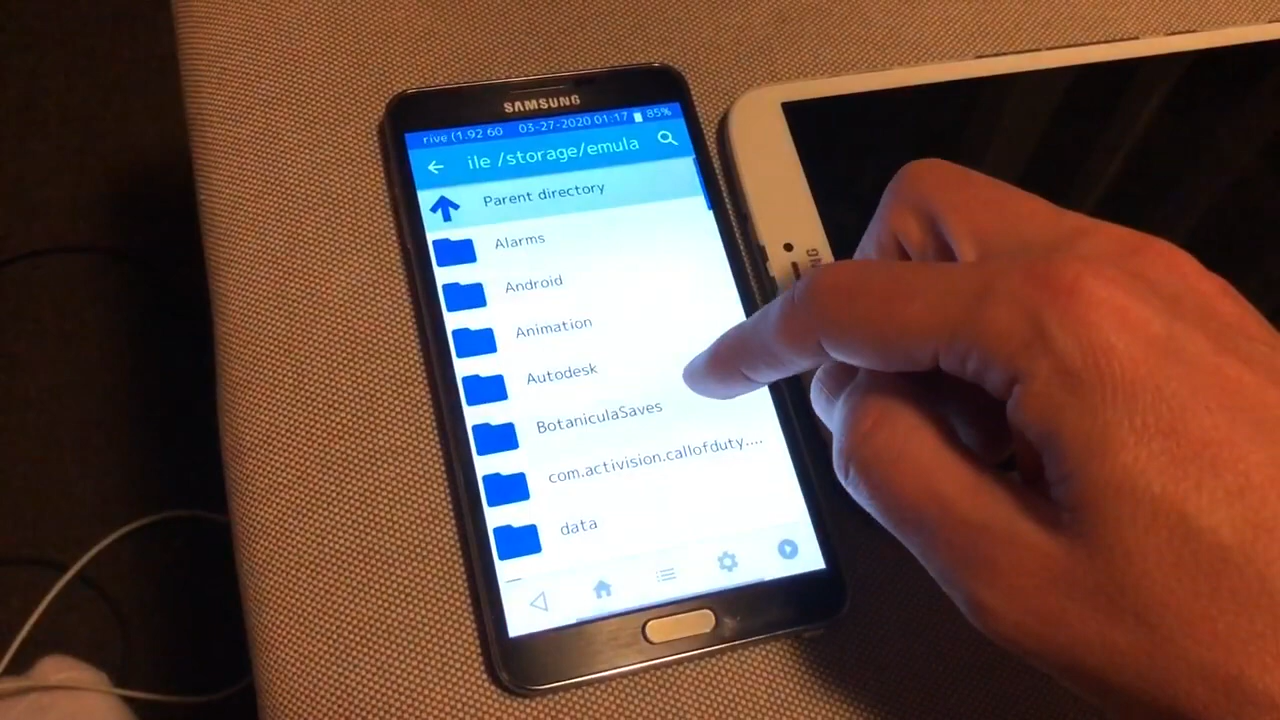 SAMSUNG
rive (1.92 60 03-27-2020 01:17 85%
ile /storage/emula
Parent directory
Alarms
Android
Animation
Autodesk
BotaniculaSaves
com.activision.callofduty....
data
NG